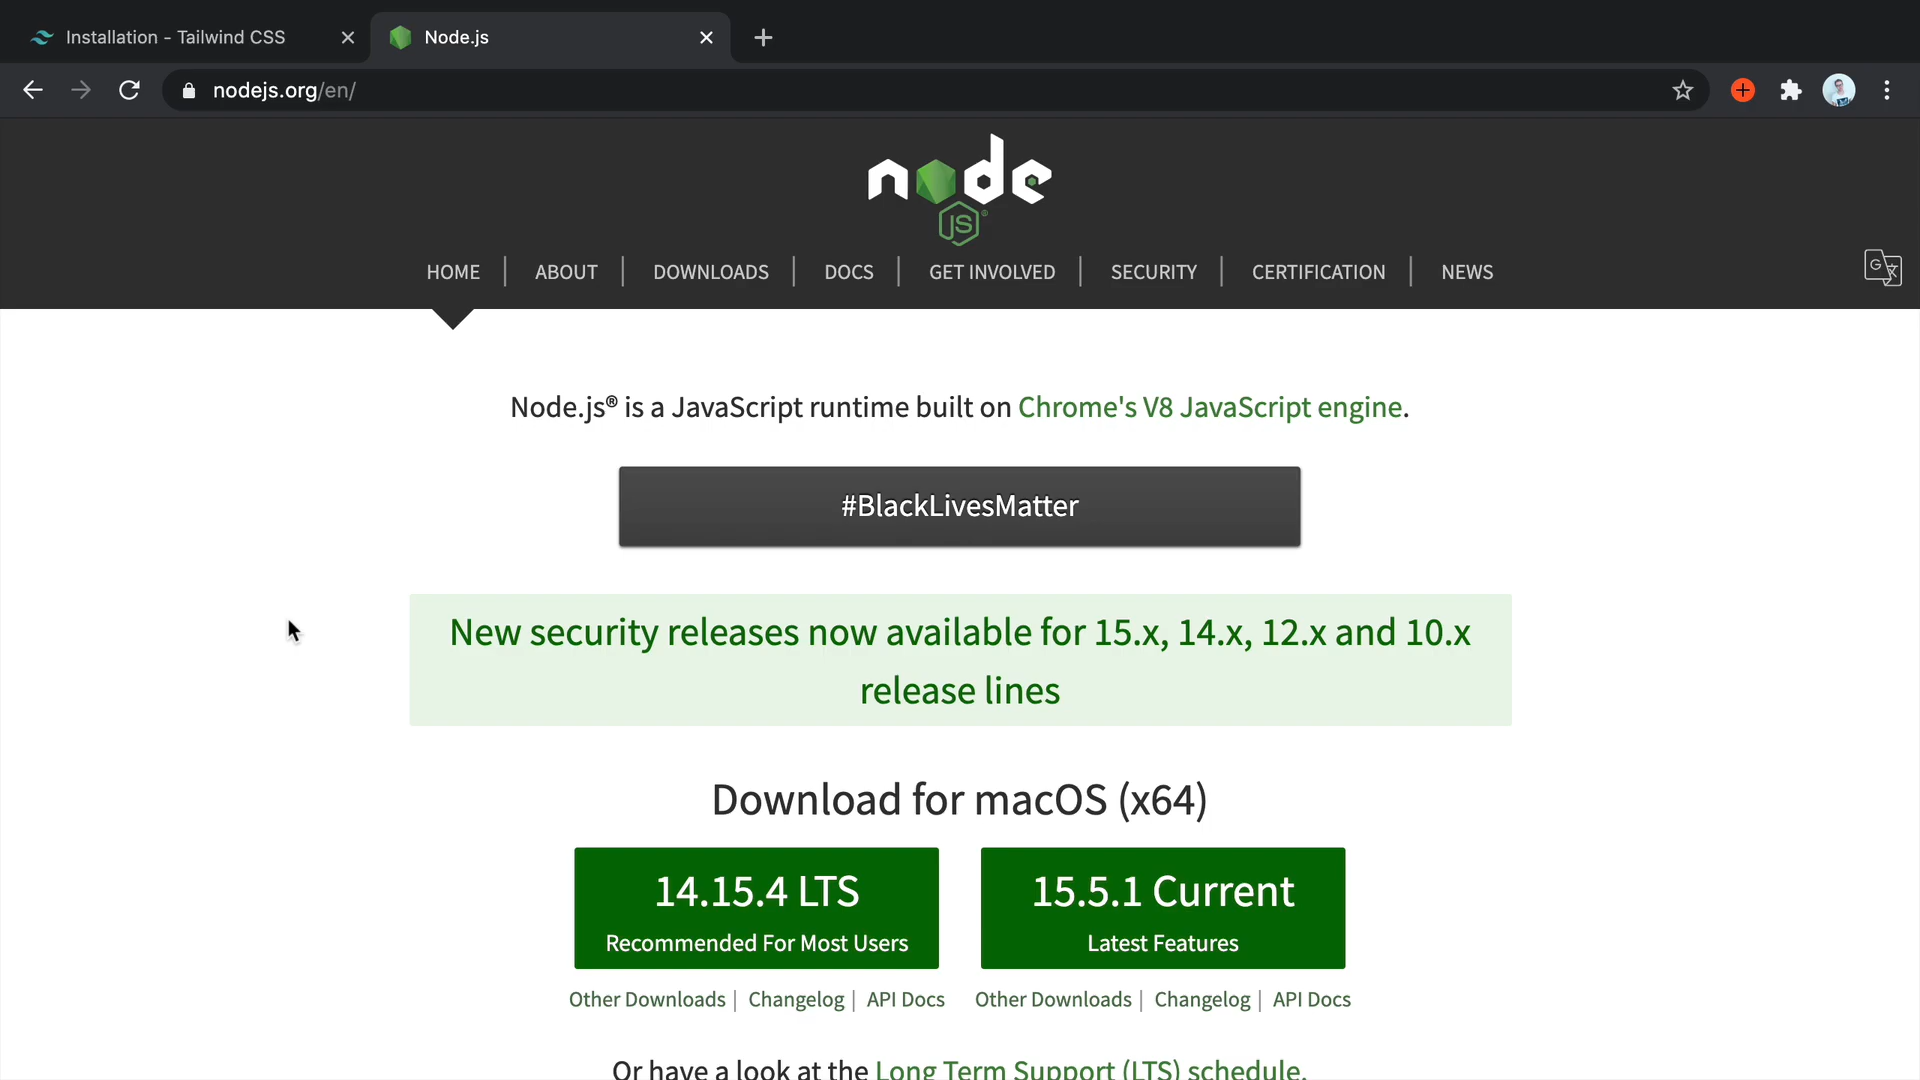 Installation - Tailwind CSS
Node.js
nodejs.org/en/
node
JS®
HOME | ABOUT | DOWNLOADS | DOCS | GET INVOLVED | SECURITY | CERTIFICATION | NEWS
Node.js® is a JavaScript runtime built on Chrome's V8 JavaScript engine.
#BlackLivesMatter
New security releases now available for 15.x, 14.x, 12.x and 10.x
release lines
Download for macOS (x64)
14.15.4 LTS
Recommended For Most Users
15.5.1 Current
Latest Features
Other Downloads | Changelog | API Docs
Other Downloads | Changelog | API Docs
Or have a look at the Long Term Support (LTS) schedule.